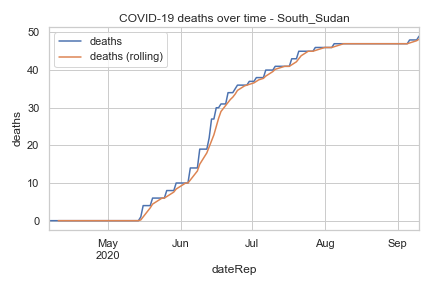 COVID-19 deaths over time - South_Sudan
deaths
deaths (rolling)
50
40
30
20
10
0
deaths
May Jun Jul Aug Sep
2020
dateRep